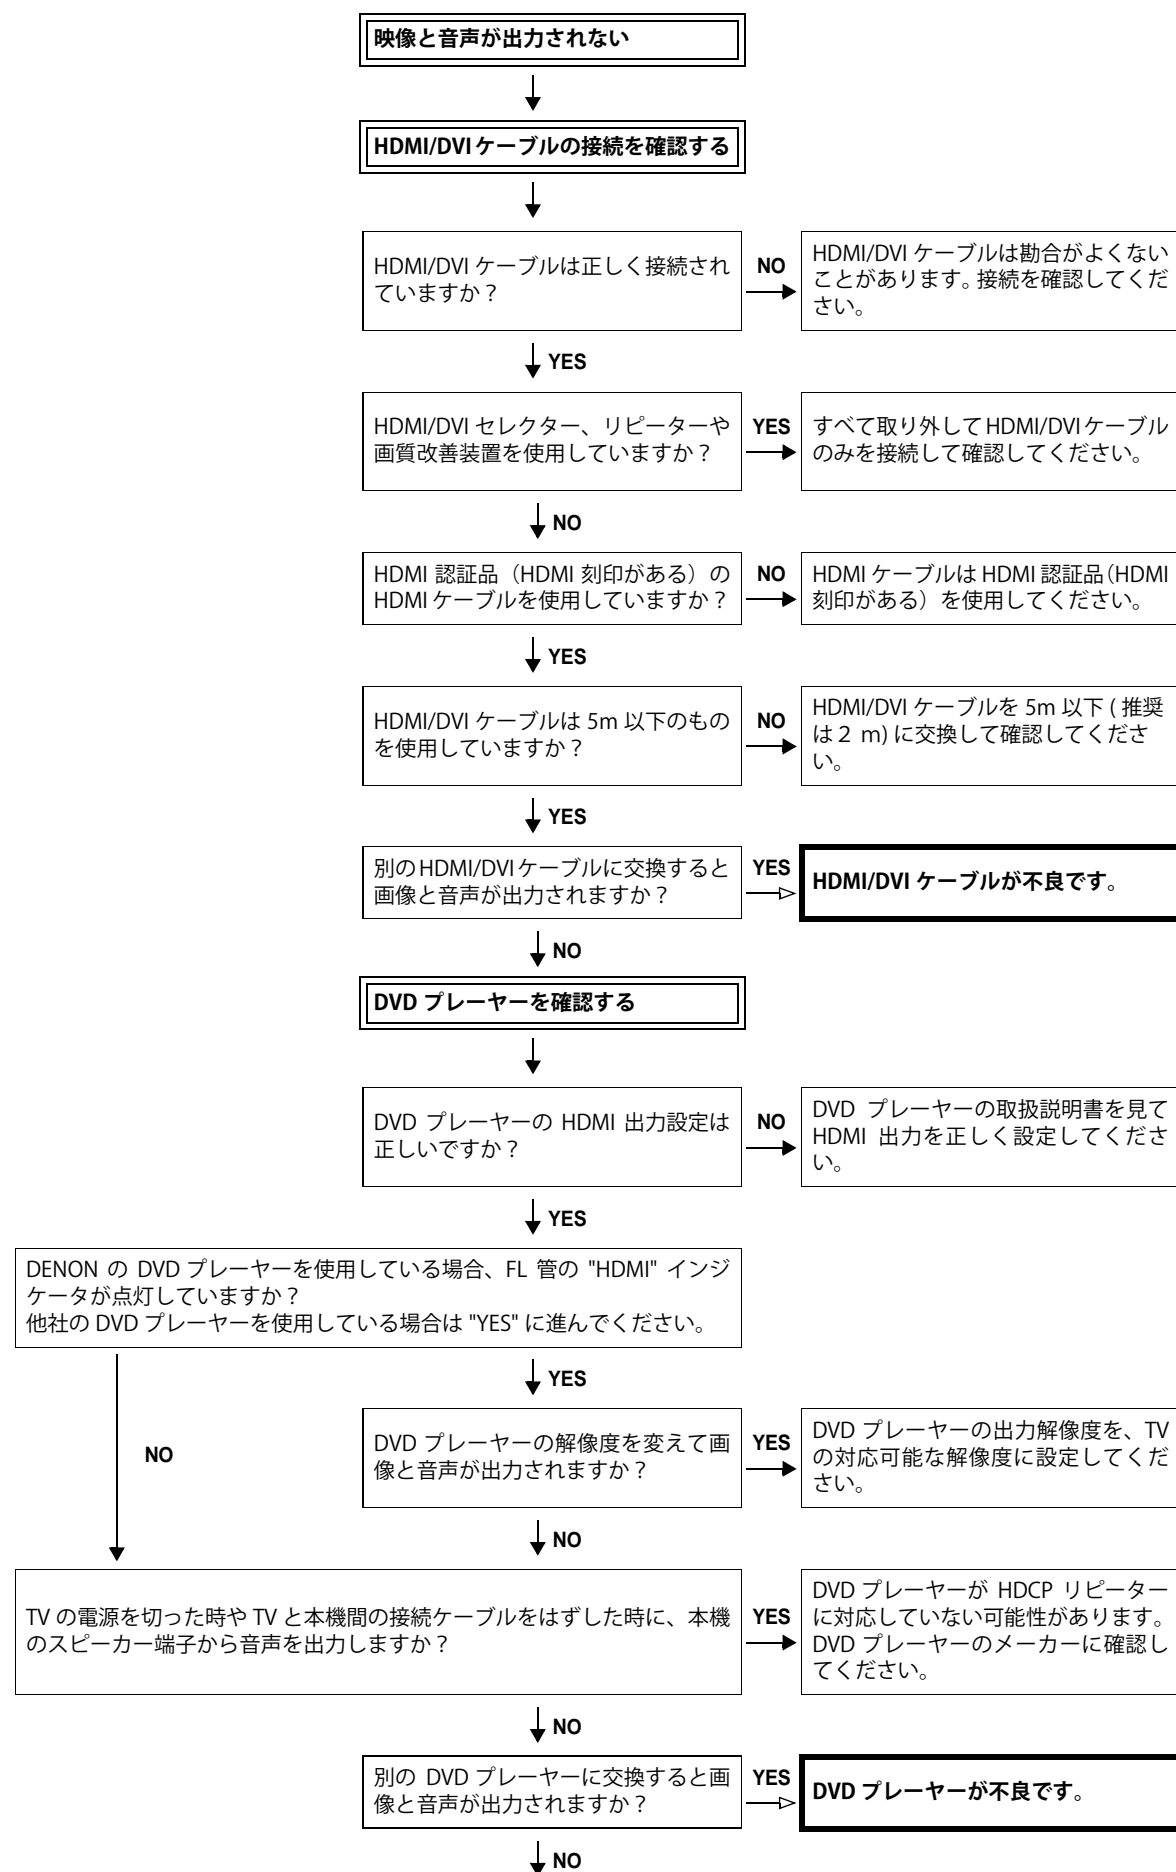 映像と音声が出力されない
HDMI/DVI ケーブルの接続を確認する
HDMI/DVI ケーブルは正しく接続され
ていますか？
NO
HDMI/DVI ケーブルは勘合がよくない
ことがあります。接続を確認してくだ
さい。
YES
HDMI/DVI セレクター、リピーターや
画質改善装置を使用していますか？
YES
すべて取り外して HDMI/DVI ケーブル
のみを接続して確認してください。
NO
HDMI 認証品（HDMI 刻印がある）の
HDMI ケーブルを使用していますか？
NO
HDMI ケーブルは HDMI 認証品（HDMI
刻印がある）を使用してください。
YES
HDMI/DVI ケーブルは 5m 以下のもの
を使用していますか？
NO
HDMI/DVI ケーブルを 5m 以下 ( 推奨
は２ m) に交換して確認してくださ
い。
YES
別の HDMI/DVI ケーブルに交換すると
画像と音声が出力されますか？
YES
HDMI/DVI ケーブルが不良です。
NO
DVD プレーヤーを確認する
DVD プレーヤーの HDMI 出力設定は
正しいですか？
NO
DVD プレーヤーの取扱説明書を見て
HDMI 出力を正しく設定してくださ
い。
YES
DENON の DVD プレーヤーを使用している場合、FL 管の "HDMI" インジ
ケータが点灯していますか？
他社の DVD プレーヤーを使用している場合は "YES" に進んでください。
YES
NO
DVD プレーヤーの解像度を変えて画
像と音声が出力されますか？
YES
DVD プレーヤーの出力解像度を、TV
の対応可能な解像度に設定してくだ
さい。
NO
TV の電源を切った時や TV と本機間の接続ケーブルをはずした時に、本機
のスピーカー端子から音声を出力しますか？
YES
DVD プレーヤーが HDCP リピーター
に対応していない可能性があります。
DVD プレーヤーのメーカーに確認し
てください。
NO
別の DVD プレーヤーに交換すると画
像と音声が出力されますか？
YES
DVD プレーヤーが不良です。
NO